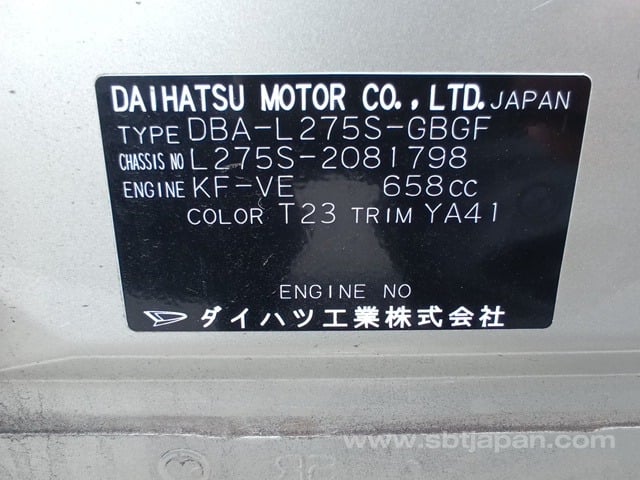 DAIHATSU MOTOR CO., LTD. JAPAN
TYPE DBA-L275S-GBGF
CHASSIS NO L275S-2081798
ENGINE KF-VE 658CC
COLOR T23 TRIM YA41
ENGINE NO
ダイハツ工業株式会社
www.sbtjapan.com